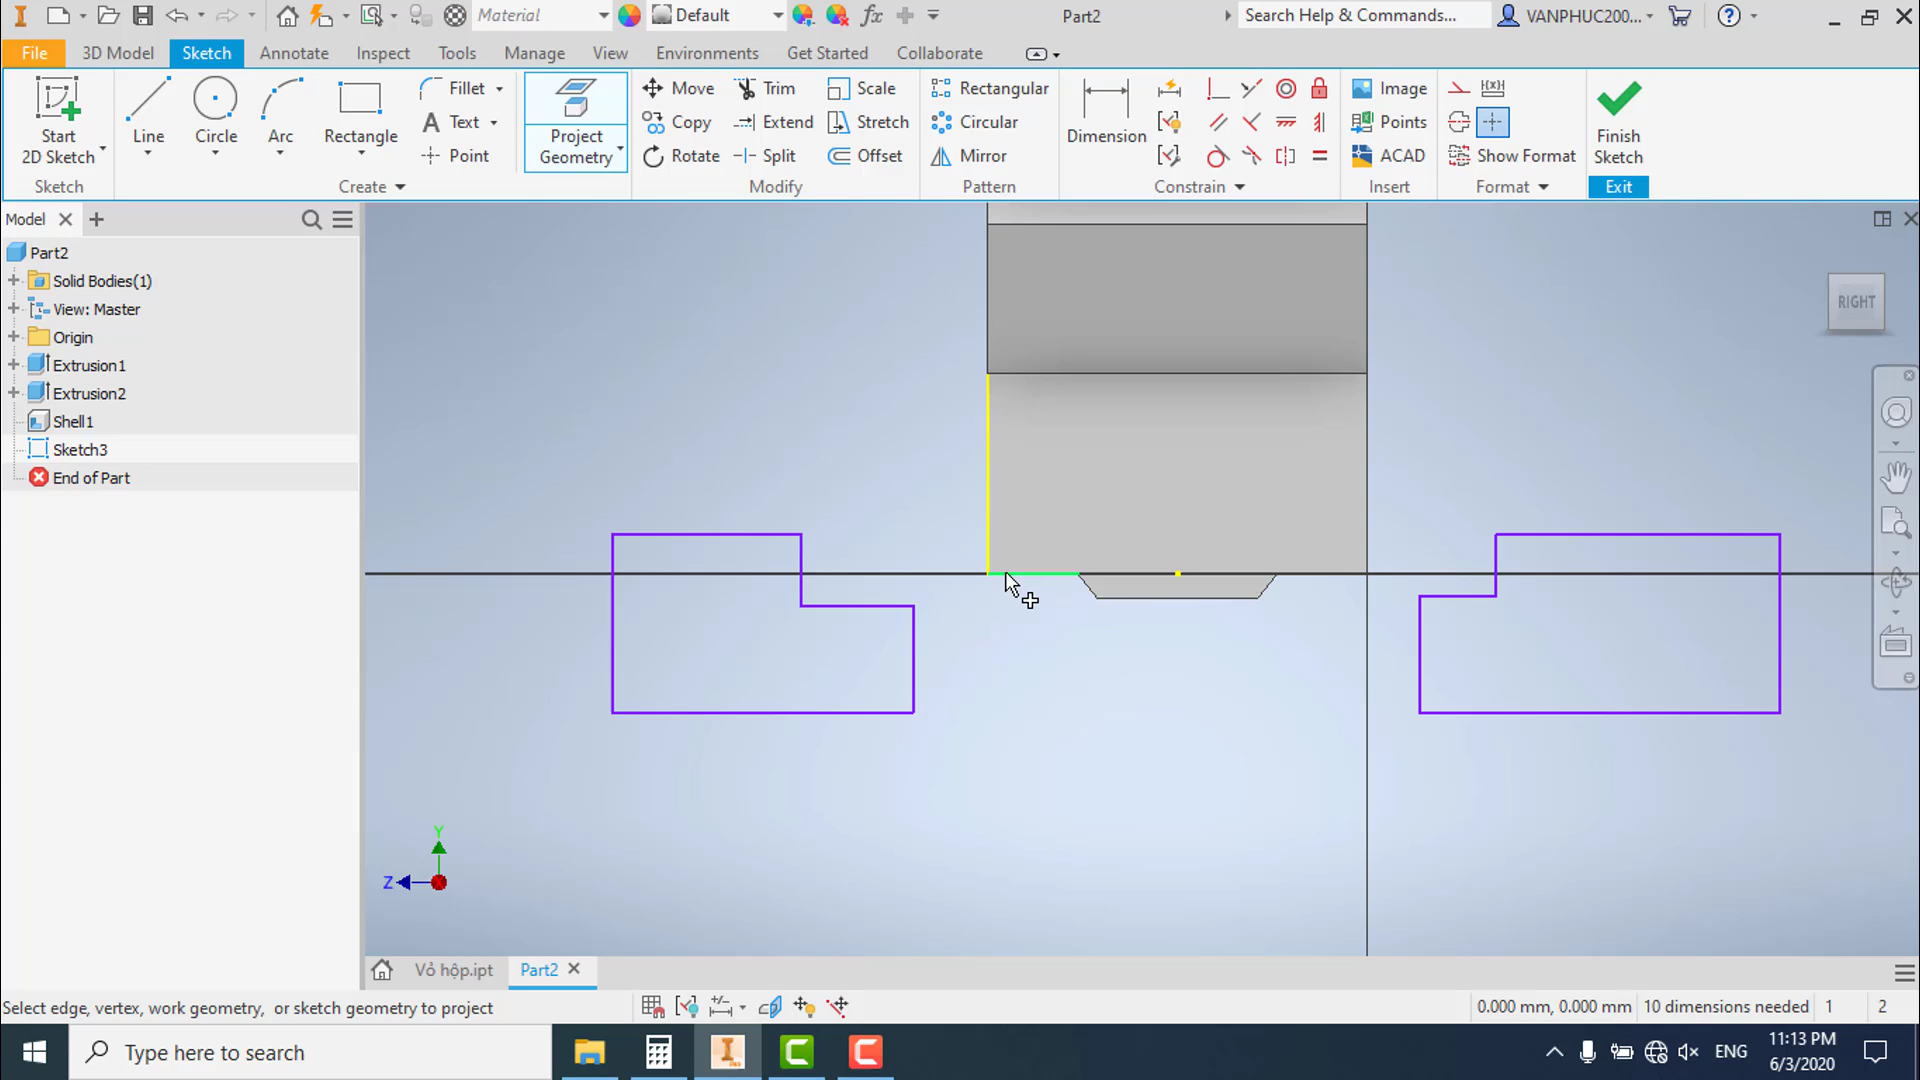 Material
Default
fx
Part2
Search Help & Commands...
VANPHUC200...
?
File
3D Model
Sketch
Annotate
Inspect
Tools
Manage
View
Environments
Get Started
Collaborate
Start
2D Sketch
Line
Circle
Arc
Rectangle
Fillet
Text
Point
Project
Geometry
Move
Copy
Rotate
Trim
Extend
Split
Scale
Stretch
Offset
Rectangular
Circular
Mirror
Dimension
Image
Points
ACAD
Show Format
Finish
Sketch
Sketch
Create
Modify
Pattern
Constrain
Insert
Format
Exit
Model
Part2
Solid Bodies(1)
View: Master
Origin
Extrusion1
Extrusion2
Shell1
Sketch3
End of Part
RIGHT
Y
Z
Vỏ hộp.ipt
Part2
Select edge, vertex, work geometry, or sketch geometry to project
0.000 mm, 0.000 mm
10 dimensions needed
1
2
Type here to search
ENG
11:13 PM
6/3/2020